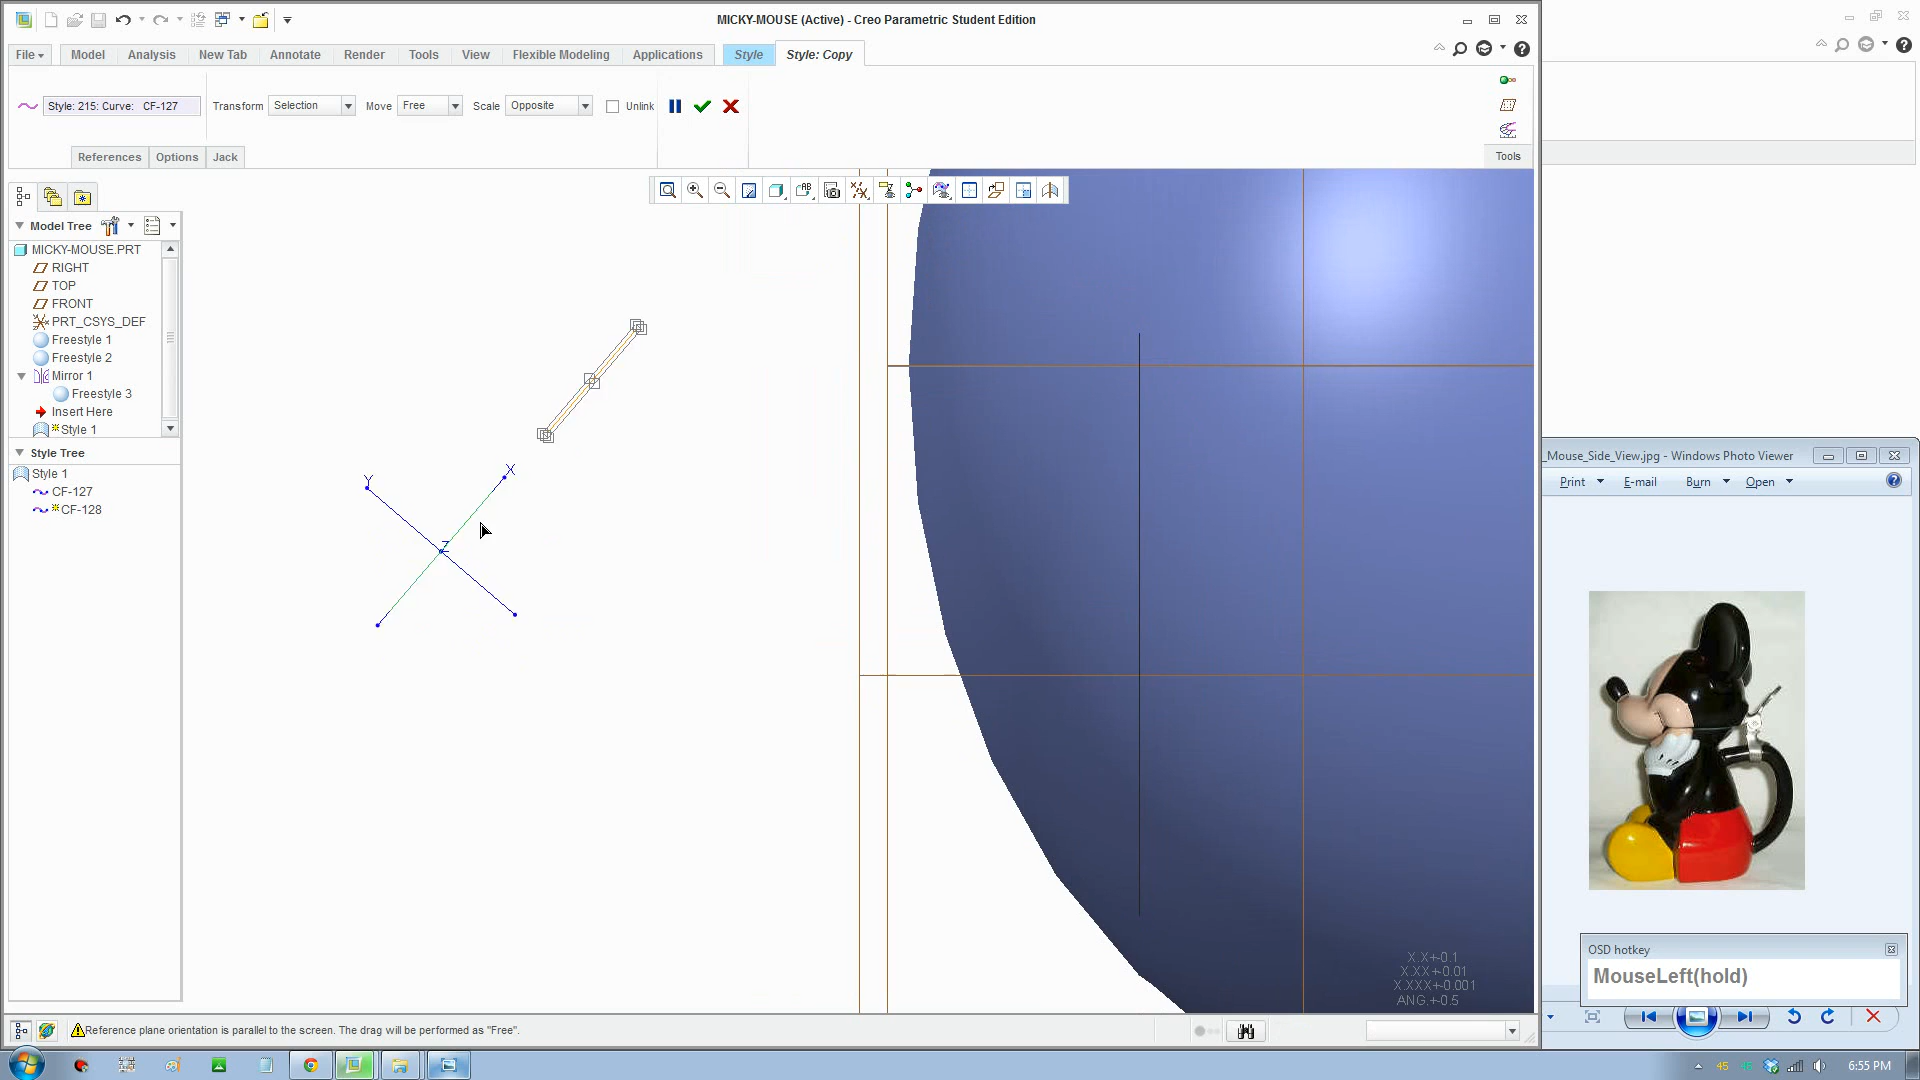 MICKY-MOUSE (Active) - Creo Parametric Student Edition
File Model Analysis New Tab Annotate Render Tools View Flexible Modeling Applications Style Style: Copy
Style: 215: Curve: CF-127 Transform Selection Move Free Scale Opposite Unlink
References Options Jack
Tools
Model Tree
MICKY-MOUSE.PRT
RIGHT
TOP
FRONT
PRT_CSYS_DEF
Freestyle 1
Freestyle 2
Mirror 1
Freestyle 3
Insert Here
Style 1
Style Tree
Style 1
CF-127
CF-128
X
Y
Z
X.X+-0.1
X.XX+-0.01
X.XXX+-0.001
ANG.+-0.5
Reference plane orientation is parallel to the screen. The drag will be performed as "Free".
_Mouse_Side_View.jpg - Windows Photo Viewer
Print E-mail Burn Open
OSD hotkey
MouseLeft(hold)
45
6:55 PM